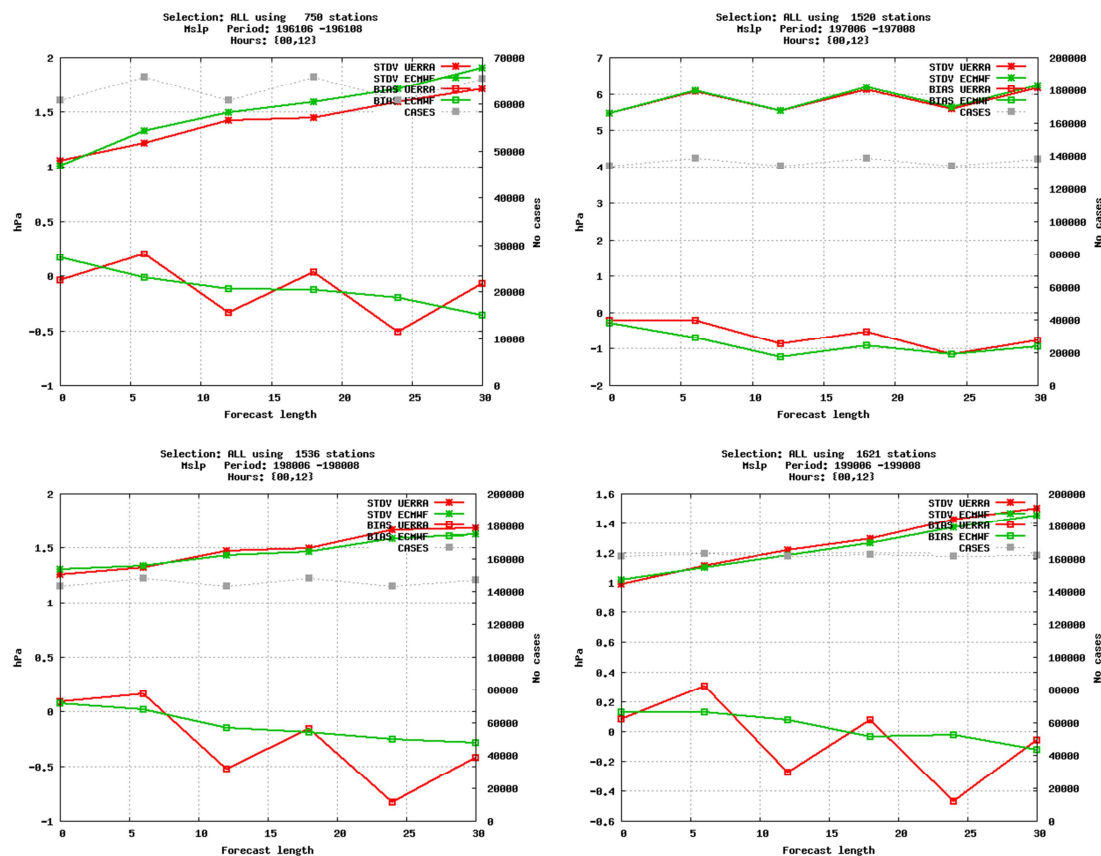 Selection: ALL using   750 stations
Mslp   Period: 196106 -196108
Hours: {00,12}
STDV UERRA
STDV ECMWF
BIAS UERRA
BIAS ECMWF
CASES
2
1.5
1
0.5
0
-0.5
-1
hPa
70000
60000
50000
40000
30000
20000
10000
0
No cases
0 5 10 15 20 25 30
Forecast length
Selection: ALL using   1520 stations
Mslp   Period: 197006 -197008
Hours: {00,12}
STDV UERRA
STDV ECMWF
BIAS UERRA
BIAS ECMWF
CASES
7
6
5
4
3
2
1
0
-1
-2
hPa
200000
180000
160000
140000
120000
100000
80000
60000
40000
20000
0
No cases
0 5 10 15 20 25 30
Forecast length
Selection: ALL using   1536 stations
Mslp   Period: 198006 -198008
Hours: {00,12}
STDV UERRA
STDV ECMWF
BIAS UERRA
BIAS ECMWF
CASES
2
1.5
1
0.5
0
-0.5
-1
hPa
200000
180000
160000
140000
120000
100000
80000
60000
40000
20000
0
No cases
0 5 10 15 20 25 30
Forecast length
Selection: ALL using   1621 stations
Mslp   Period: 199006 -199008
Hours: {00,12}
STDV UERRA
STDV ECMWF
BIAS UERRA
BIAS ECMWF
CASES
1.6
1.4
1.2
1
0.8
0.6
0.4
0.2
0
-0.2
-0.4
-0.6
hPa
200000
180000
160000
140000
120000
100000
80000
60000
40000
20000
0
No cases
0 5 10 15 20 25 30
Forecast length